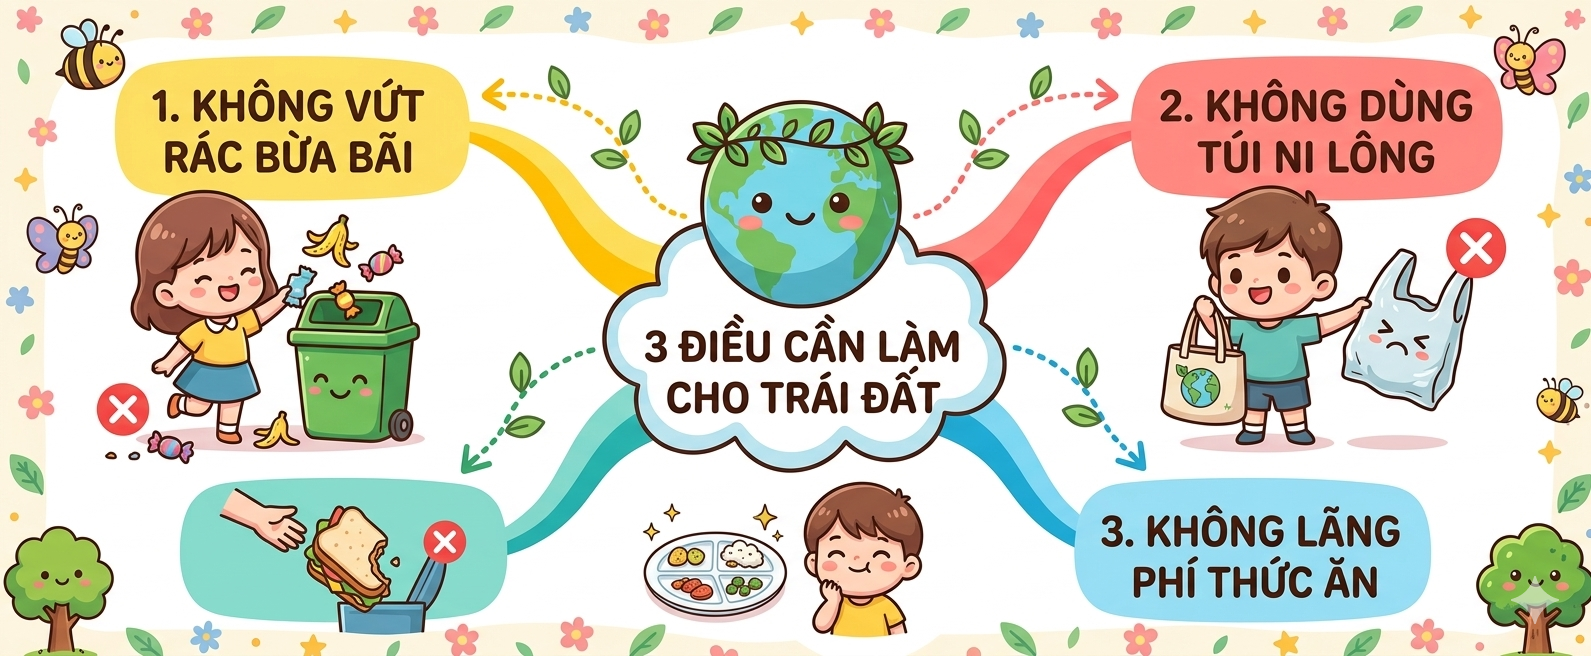 1. KHÔNG VỨT
RÁC BỪA BÃI
2. KHÔNG DÙNG
TÚI NI LÔNG
3 ĐIỀU CẦN LÀM
CHO TRÁI ĐẤT
3. KHÔNG LÃNG
PHÍ THỨC ĂN